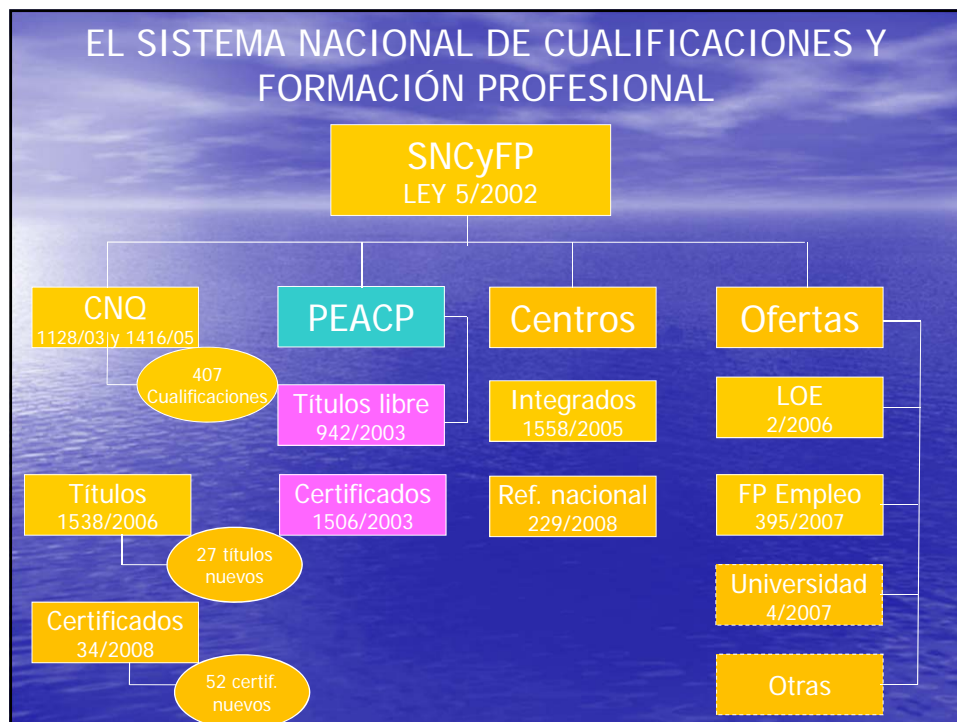 EL SISTEMA NACIONAL DE CUALIFICACIONES Y
FORMACIÓN PROFESIONAL
SNCyFP
LEY 5/2002
CNQ
1128/03 y 1416/05
407
Cualificaciones
Títulos
1538/2006
27 títulos
nuevos
Certificados
34/2008
52 certif.
nuevos
PEACP
Títulos libre
942/2003
Certificados
1506/2003
Centros
Integrados
1558/2005
Ref. nacional
229/2008
Ofertas
LOE
2/2006
FP Empleo
395/2007
Universidad
4/2007
Otras